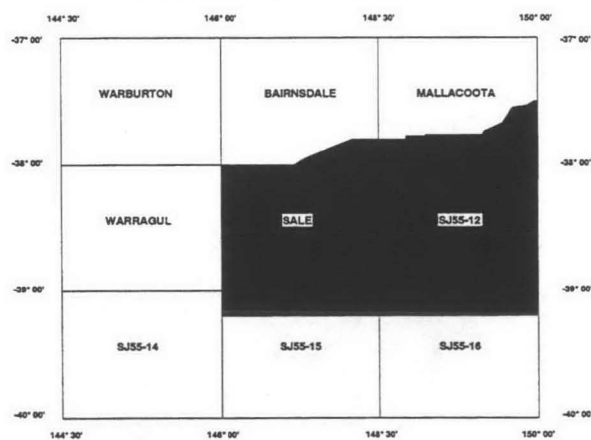 144° 30' 146° 00' 148° 30' 150° 00'
-37° 00' -37° 00'
WARBURTON BAIRNSDALE MALLACOOTA
-38° 00' -38° 00'
WARRAGUL SALE SJ55-12
-39° 00' -39° 00'
SJ55-14 SJ55-15 SJ55-16
-40° 00' -40° 00'
144° 30' 146° 00' 148° 30' 150° 00'